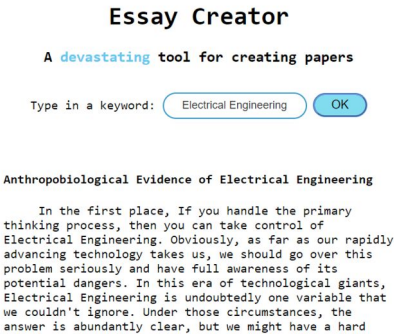 Essay Creator
A devastating tool for creating papers
Type in a keyword: Electrical Engineering OK
Anthropobiological Evidence of Electrical Engineering
In the first place, If you handle the primary
thinking process, then you can take control of
Electrical Engineering. Obviously, as far as our rapidly
advancing technology takes us, we should go over this
problem seriously and have full awareness of its
potential dangers. In this era of technological giants,
Electrical Engineering is undoubtedly one variable that
we couldn't ignore. Under those circumstances, the
answer is abundantly clear, but we might have a hard